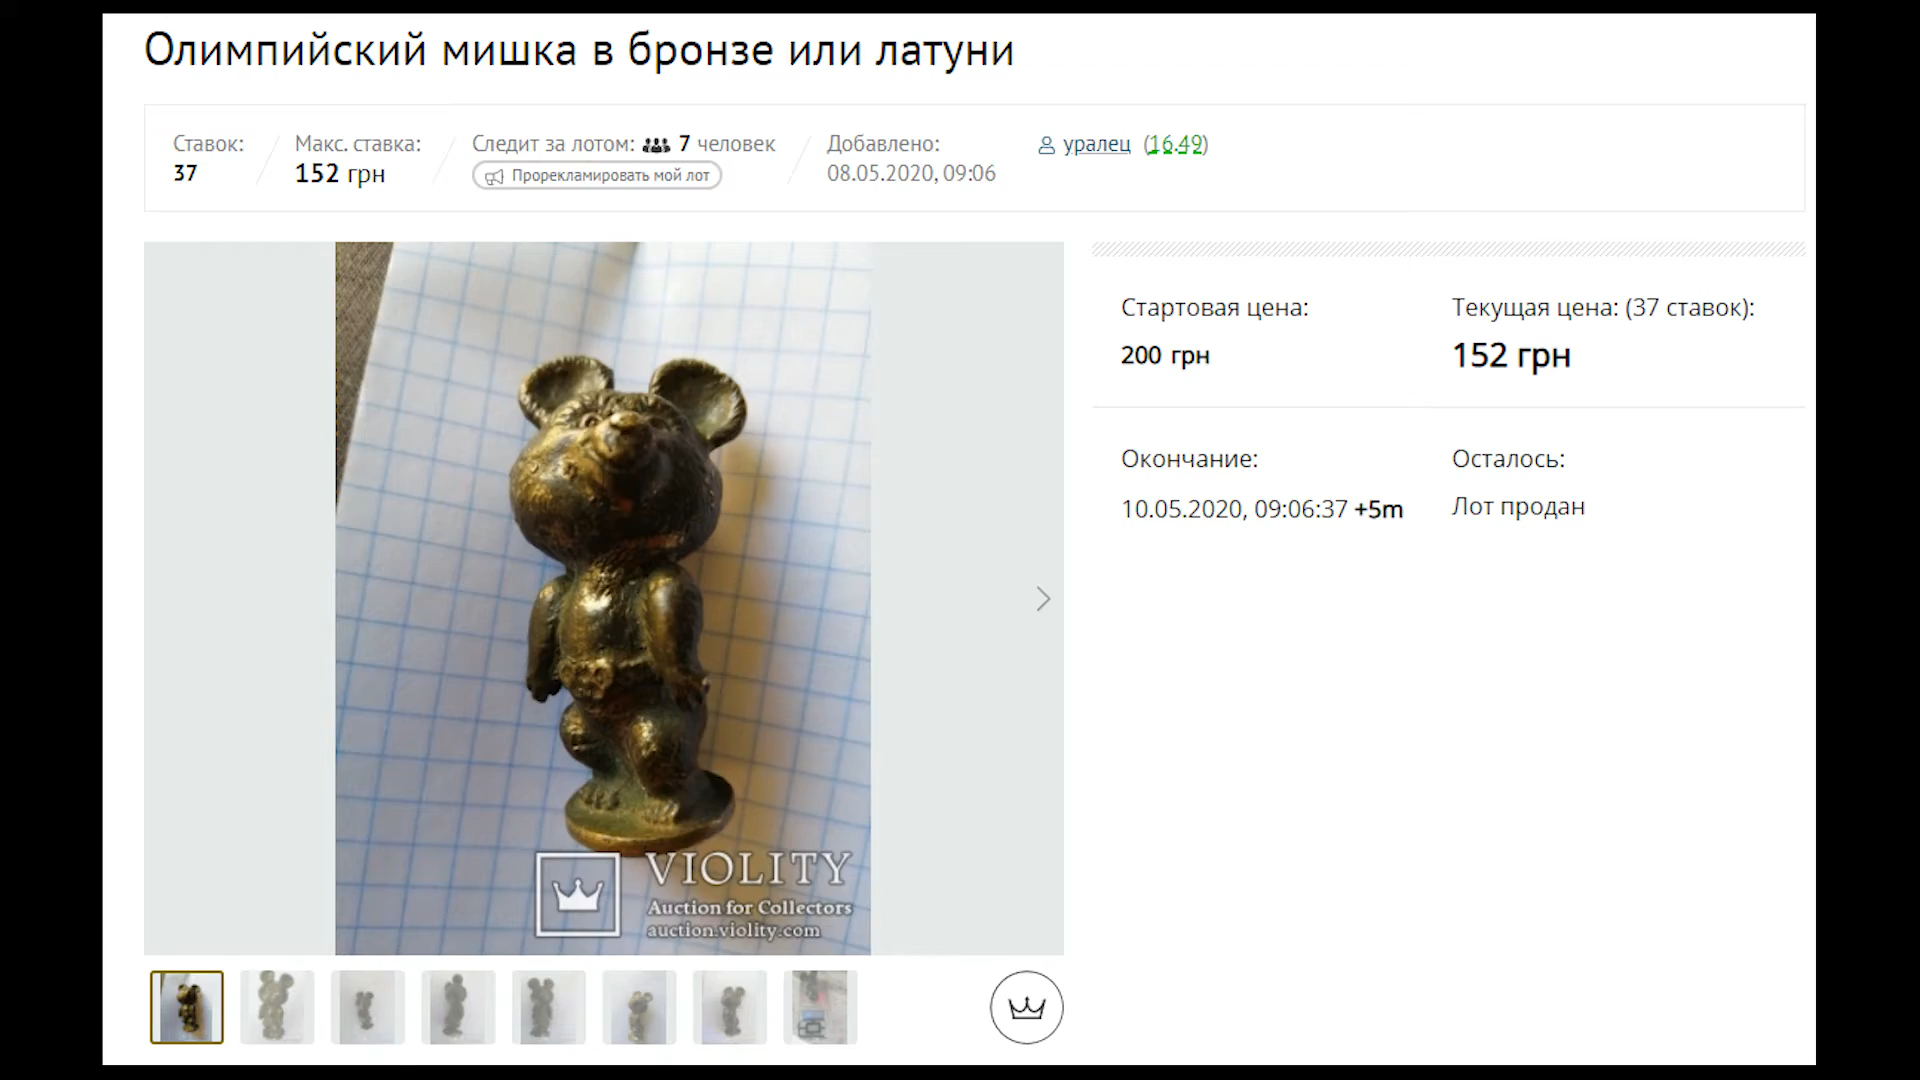 Олимпийский мишка в бронзе или латуни
Ставок:
37
Макс. ставка:
152 грн
Следит за лотом: 7 человек
Прорекламировать мой лот
Добавлено:
08.05.2020, 09:06
уралец (16.49)
Стартовая цена:
200 грн
Текущая цена: (37 ставок):
152 грн
Окончание:
10.05.2020, 09:06:37 +5m
Осталось:
Лот продан
VIOLITY
Auction for Collectors
auction.violity.com